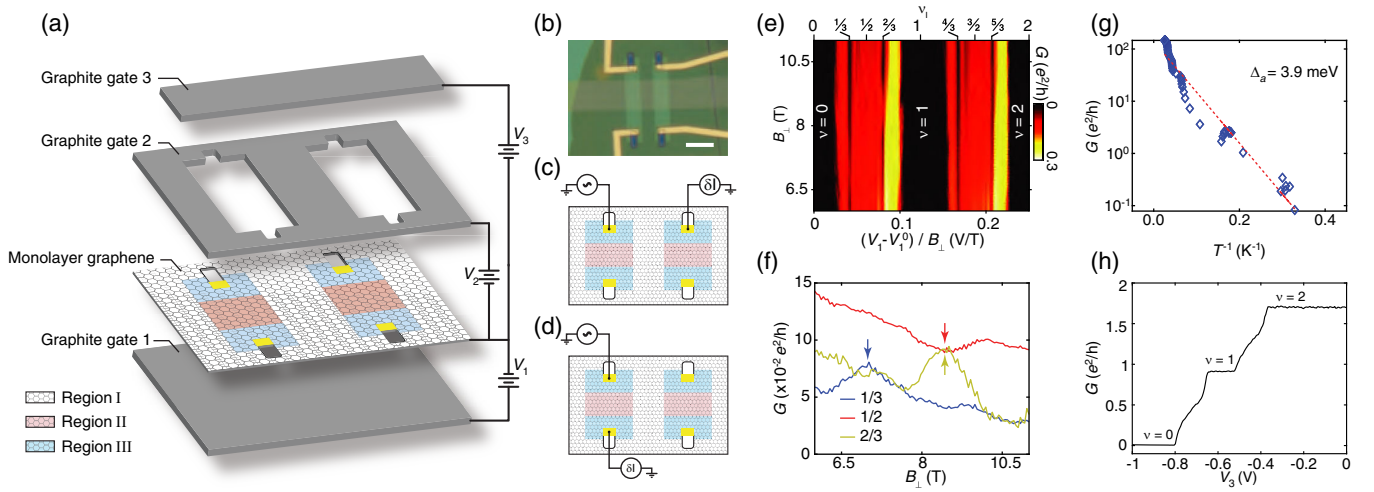 (a)
Graphite gate 3
Graphite gate 2
Monolayer graphene
Graphite gate 1
V3
V2
V1
Region I
Region II
Region III
(b)
(c)
δI
(d)
δI
(e)
ν1
0 1/3 1/2 2/3 1 4/3 3/2 5/3 2
10.5
8
6.5
B⊥ (T)
ν = 0
ν = 1
ν = 2
0 0.1 0.2
(V1-V1^0) / B⊥ (V/T)
G (e²/h)
0
0.3
(f)
15
10
5
0
G (x10⁻² e²/h)
1/3
1/2
2/3
6.5 8 10.5
B⊥ (T)
(g)
10²
10¹
10⁰
10⁻¹
G (e²/h)
Δa = 3.9 meV
0.0 0.2 0.4
T⁻¹ (K⁻¹)
(h)
2
1
0
G (e²/h)
ν = 2
ν = 1
ν = 0
-1 -0.8 -0.6 -0.4 -0.2 0
V3 (V)